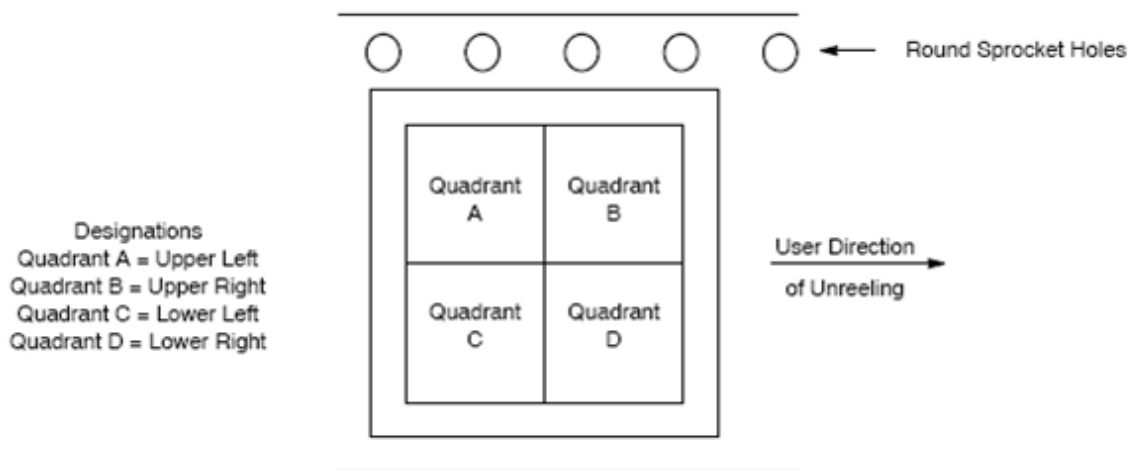 Round Sprocket Holes
Quadrant
A
Quadrant
B
Designations
Quadrant A = Upper Left
Quadrant B = Upper Right
Quadrant C = Lower Left
Quadrant D = Lower Right
User Direction
of Unreeling
Quadrant
C
Quadrant
D